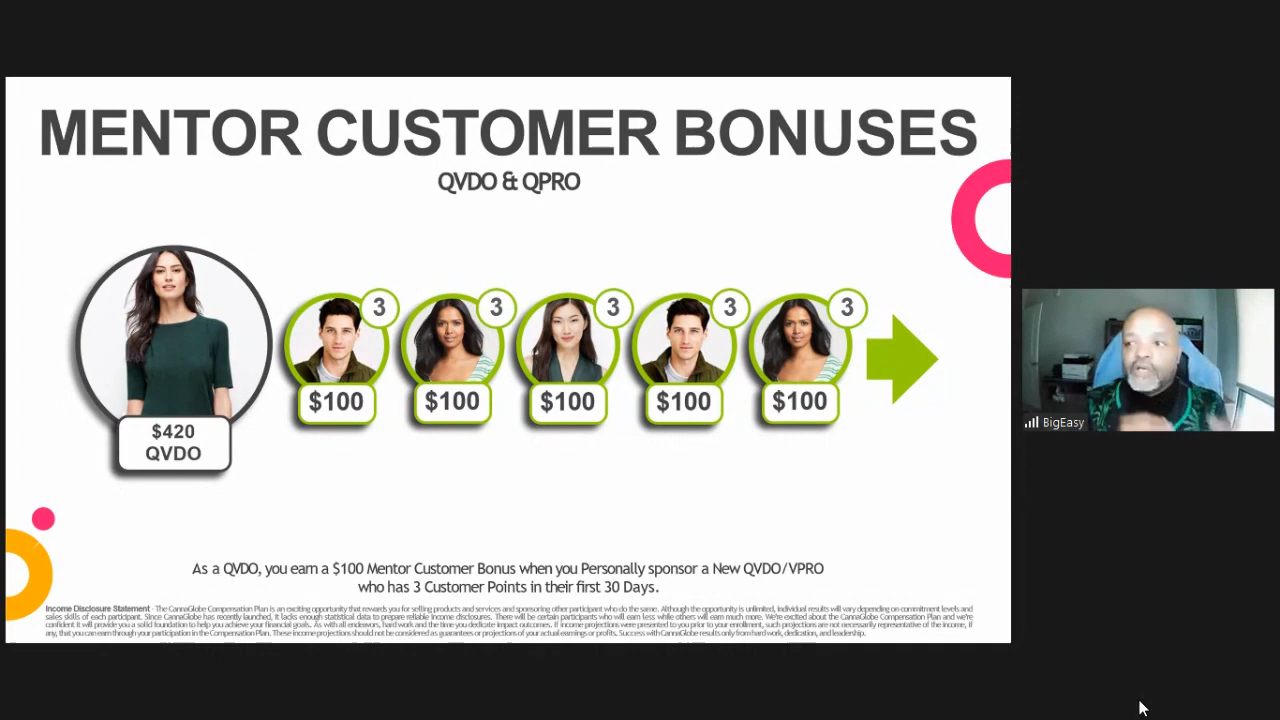 MENTOR CUSTOMER BONUSES
QVDO & QPRO
3 3 3 3 3
$100 $100 $100 $100 $100
$420
QVDO
BigEasy
As a QVDO, you earn a $100 Mentor Customer Bonus when you Personally sponsor a New QVDO/VPRO
who has 3 Customer Points in their first 30 Days.
Income Disclosure Statement - The CannaGlobe Compensation Plan is an exciting opportunity that rewards you for selling products and services and sponsoring other participant who do the same. Although the opportunity is unlimited, individual results will vary depending on commitment levels and
sales skills of each participant. Since CannaGlobe has recently launched, it lacks enough statistical data to prepare reliable income disclosures. There will be certain participants who will earn less while others will earn much more. We're excited about the CannaGlobe Compensation Plan and we're
confident it will provide you a solid foundation to help you achieve your financial goals. As with all endeavors, hard work and the time you dedicate impact outcomes. If income projections were presented to you prior to your enrollment, such projections are not necessarily representative of the income, if
any, that you can earn through your participation in the Compensation Plan. These income projections should not be considered as guarantees or projections of your actual earnings or profits. Success with CannaGlobe results only from hard work, dedication, and leadership.